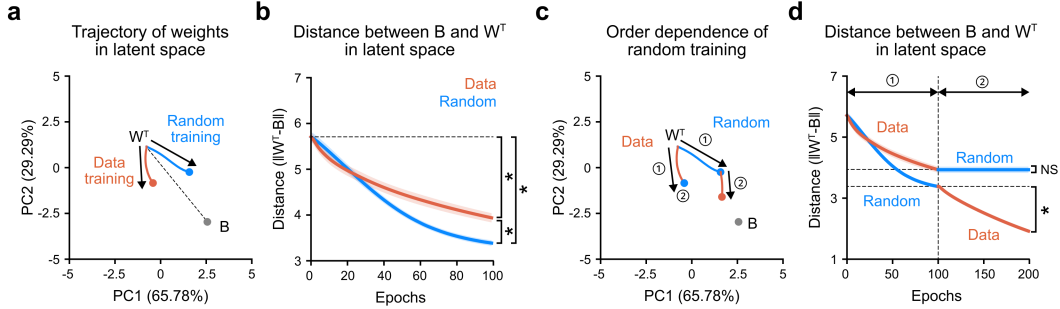 a
Trajectory of weights
in latent space
5
2.5
0
-2.5
-5
-5
-2.5
0
2.5
5
PC2 (29.29%)
PC1 (65.78%)
Wᵀ
Random
training
Data
training
B
b
Distance between B and Wᵀ
in latent space
7
6
5
4
3
0
20
40
60
80
100
Distance (||Wᵀ-B||)
Epochs
Data
Random
*
*
*
c
Order dependence of
random training
5
2.5
0
-2.5
-5
-5
-2.5
0
2.5
5
PC2 (29.29%)
PC1 (65.78%)
Wᵀ
Random
Data
①
①
②
②
B
d
Distance between B and Wᵀ
in latent space
7
5
3
1
0
50
100
150
200
Distance (||Wᵀ-B||)
Epochs
①
②
Data
Random
Random
Data
NS
*